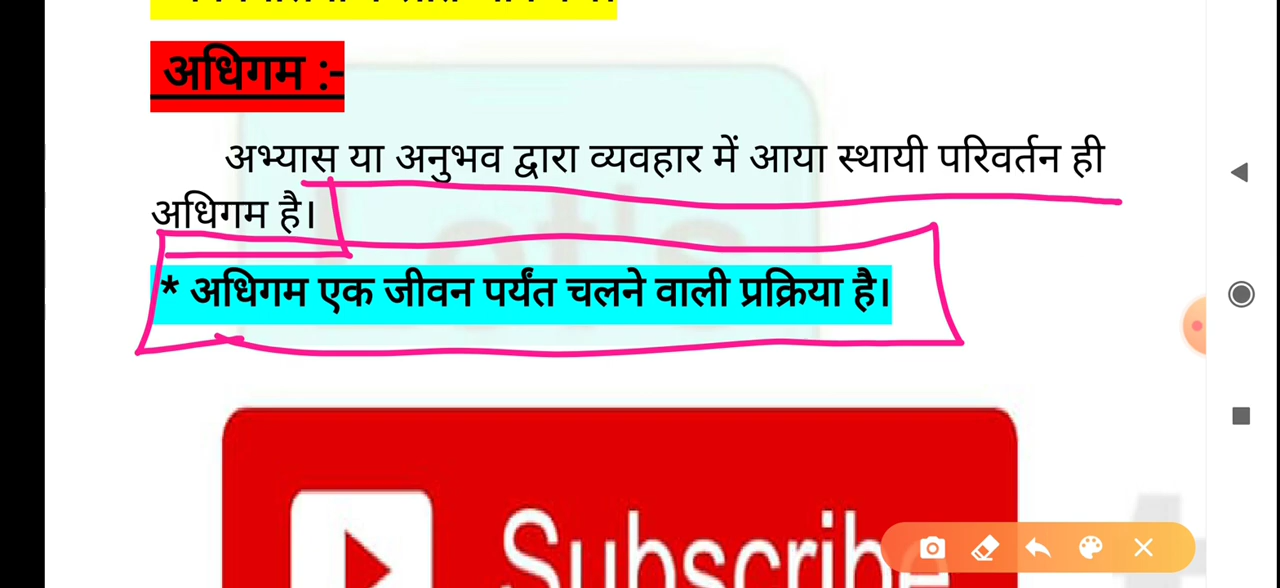 अधिगम :-
अभ्यास या अनुभव द्वारा व्यवहार में आया स्थायी परिवर्तन ही
अधिगम है।
* अधिगम एक जीवन पर्यंत चलने वाली प्रक्रिया है।
Subscribe